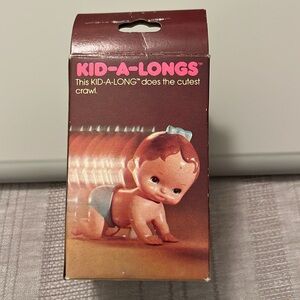 KID-A-LONGS™
This KID-A-LONG™ does the cutest
crawl.